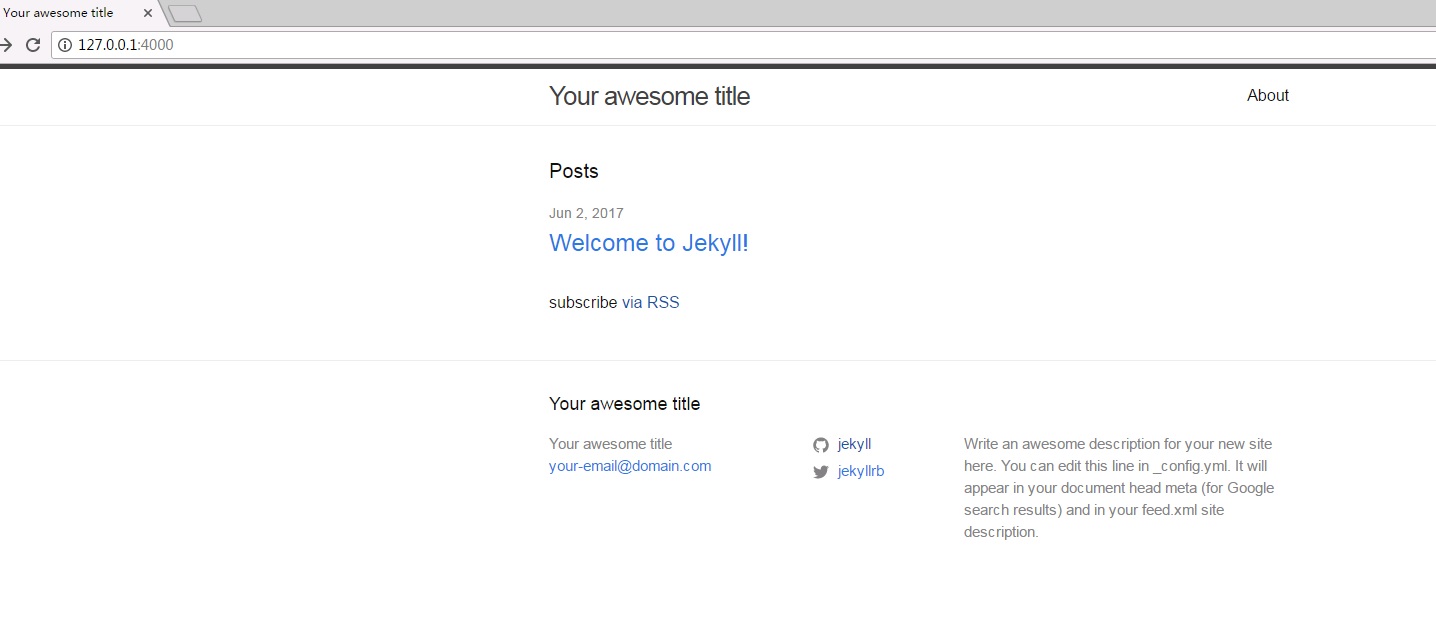 Your awesome title
127.0.0.1:4000
Your awesome title
About
Posts
Jun 2, 2017
Welcome to Jekyll!
subscribe via RSS
Your awesome title
Your awesome title
your-email@domain.com
jekyll
jekyllrb
Write an awesome description for your new site
here. You can edit this line in _config.yml. It will
appear in your document head meta (for Google
search results) and in your feed.xml site
description.